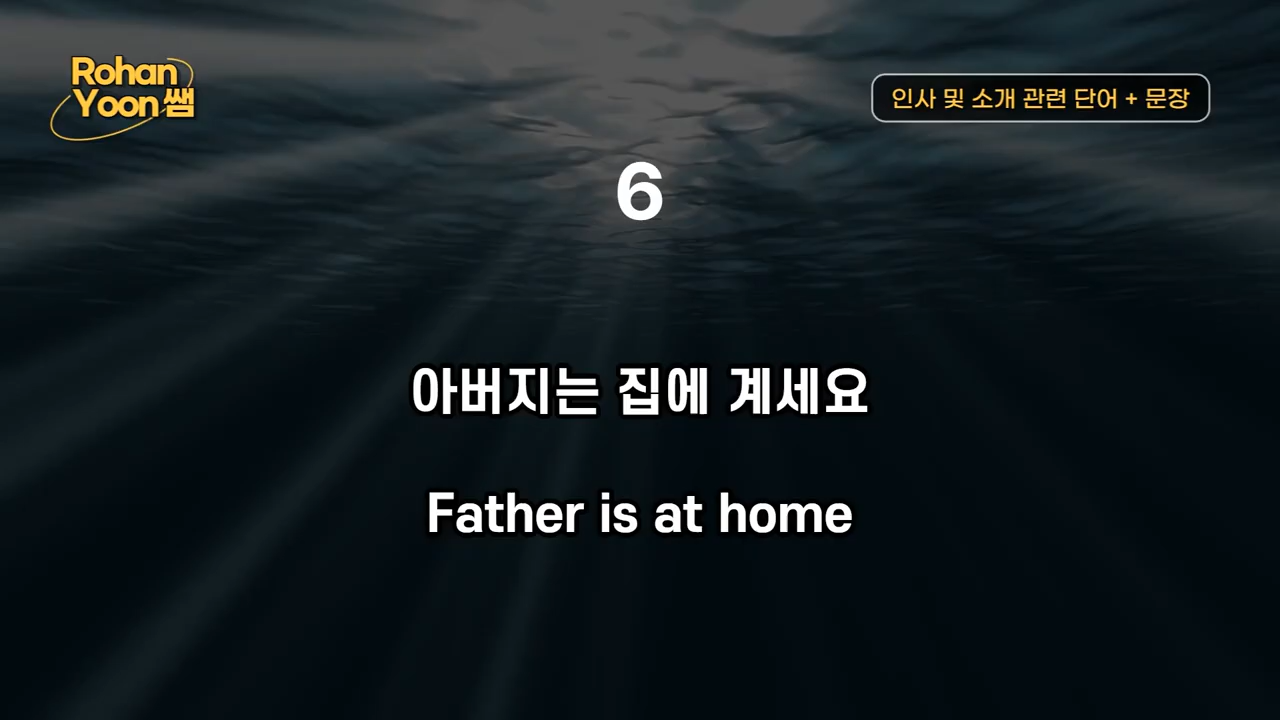 Rohan
Yoon쌤
인사 및 소개 관련 단어 + 문장
6
아버지는 집에 계세요
Father is at home